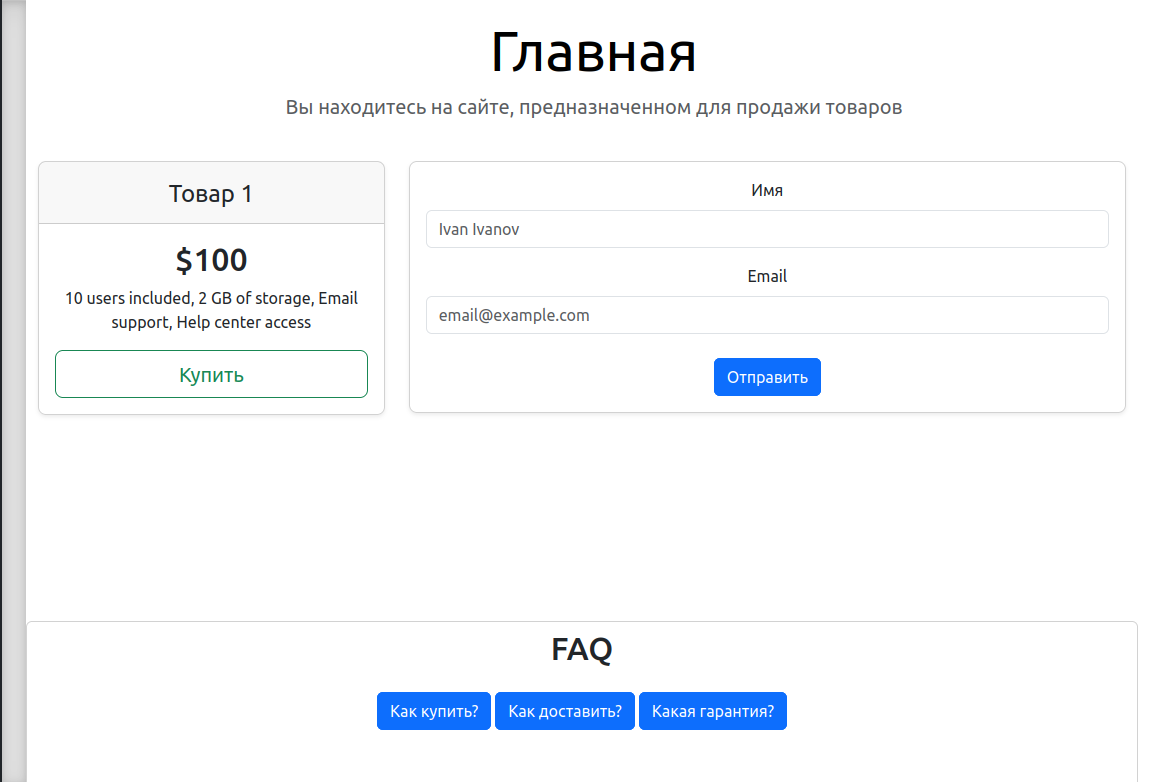 Главная
Вы находитесь на сайте, предназначенном для продажи товаров
Товар 1
$100
10 users included, 2 GB of storage, Email
support, Help center access
Купить
Имя
Ivan Ivanov
Email
email@example.com
Отправить
FAQ
Как купить? Как доставить? Какая гарантия?